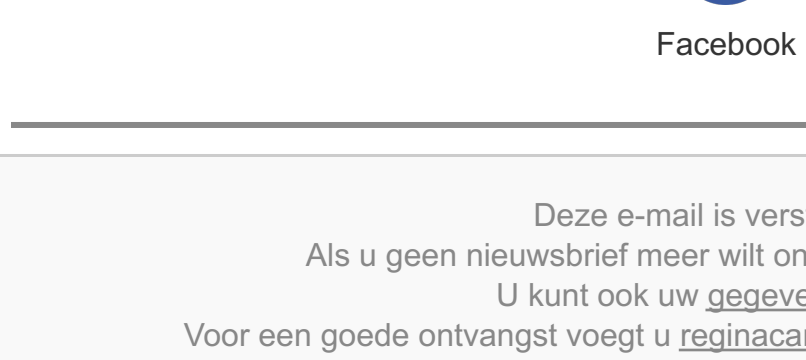 Facebook
Deze e-mail is vers
Als u geen nieuwsbrief meer wilt on
U kunt ook uw gegeve
Voor een goede ontvangst voegt u reginaca